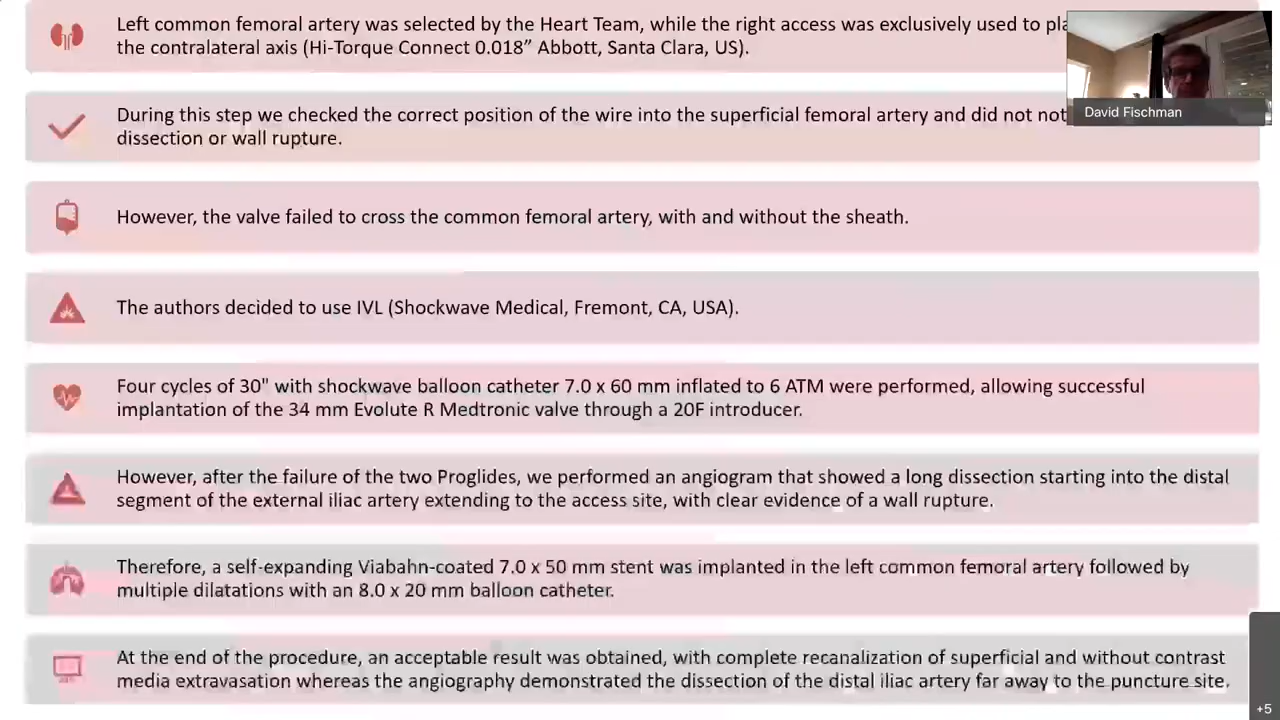 Left common femoral artery was selected by the Heart Team, while the right access was exclusively used to
the contralateral axis (Hi-Torque Connect 0.018” Abbott, Santa Clara, US).
David Fischman
During this step we checked the correct position of the wire into the superficial femoral artery and did not
dissection or wall rupture.
However, the valve failed to cross the common femoral artery, with and without the sheath.
The authors decided to use IVL (Shockwave Medical, Fremont, CA, USA).
Four cycles of 30" with shockwave balloon catheter 7.0 x 60 mm inflated to 6 ATM were performed, allowing successful
implantation of the 34 mm Evolute R Medtronic valve through a 20F introducer.
However, after the failure of the two Proglides, we performed an angiogram that showed a long dissection starting into the distal
segment of the external iliac artery extending to the access site, with clear evidence of a wall rupture.
Therefore, a self-expanding Viabahn-coated 7.0 x 50 mm stent was implanted in the left common femoral artery followed by
multiple dilatations with an 8.0 x 20 mm balloon catheter.
At the end of the procedure, an acceptable result was obtained, with complete recanalization of superficial and without contrast
media extravasation whereas the angiography demonstrated the dissection of the distal iliac artery far away to the puncture site.
+5